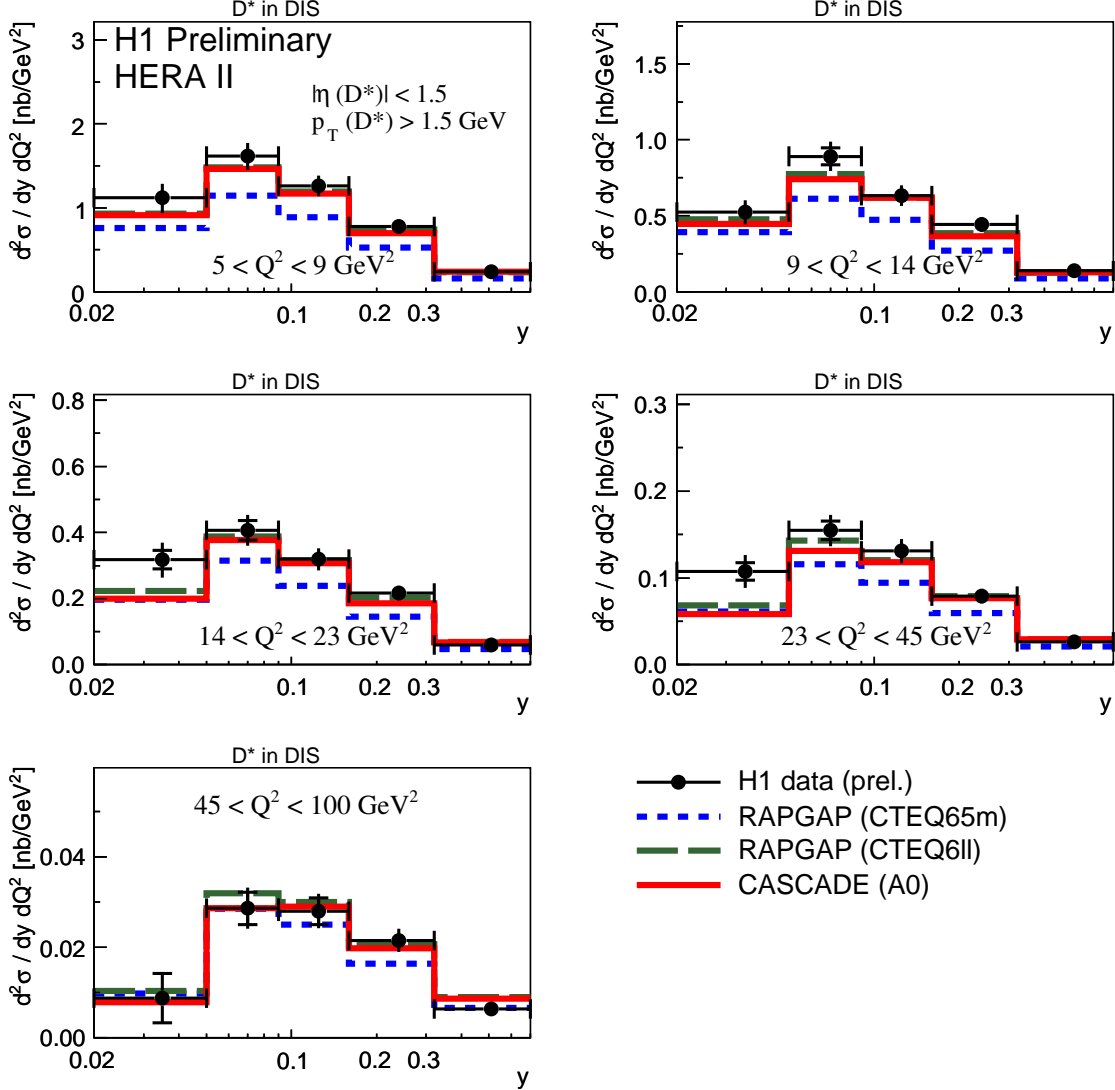 D* in DIS
H1 Preliminary
HERA II
|η (D*)| < 1.5
p_T (D*) > 1.5 GeV
d²σ / dy dQ² [nb/GeV²]
3
2
1
0
5 < Q² < 9 GeV²
0.02 0.1 0.2 0.3
y
D* in DIS
d²σ / dy dQ² [nb/GeV²]
1.5
1.0
0.5
0.0
9 < Q² < 14 GeV²
0.02 0.1 0.2 0.3
y
D* in DIS
d²σ / dy dQ² [nb/GeV²]
0.8
0.6
0.4
0.2
0.0
14 < Q² < 23 GeV²
0.02 0.1 0.2 0.3
y
D* in DIS
d²σ / dy dQ² [nb/GeV²]
0.3
0.2
0.1
0.0
23 < Q² < 45 GeV²
0.02 0.1 0.2 0.3
y
D* in DIS
45 < Q² < 100 GeV²
d²σ / dy dQ² [nb/GeV²]
0.04
0.02
0.00
0.02 0.1 0.2 0.3
y
H1 data (prel.)
RAPGAP (CTEQ65m)
RAPGAP (CTEQ6ll)
CASCADE (A0)